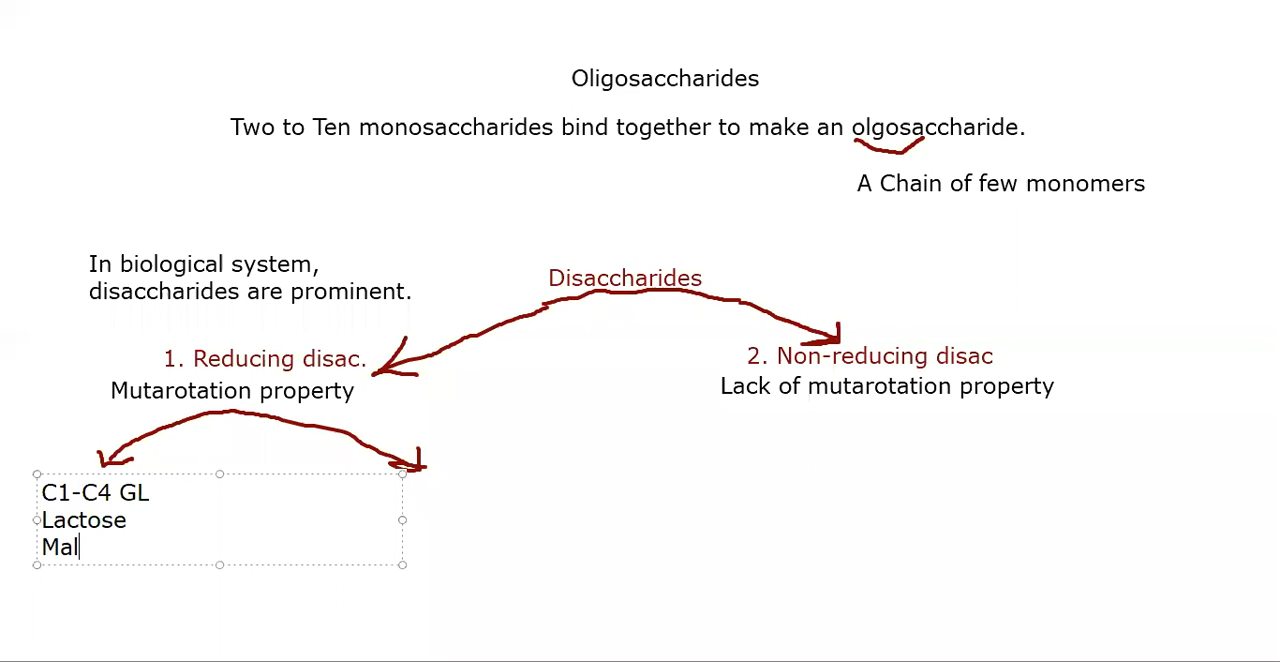 Oligosaccharides
Two to Ten monosaccharides bind together to make an olgosaccharide.
A Chain of few monomers
In biological system,
disaccharides are prominent.
Disaccharides
1. Reducing disac.
Mutarotation property
2. Non-reducing disac
Lack of mutarotation property
C1-C4 GL
Lactose
Mal